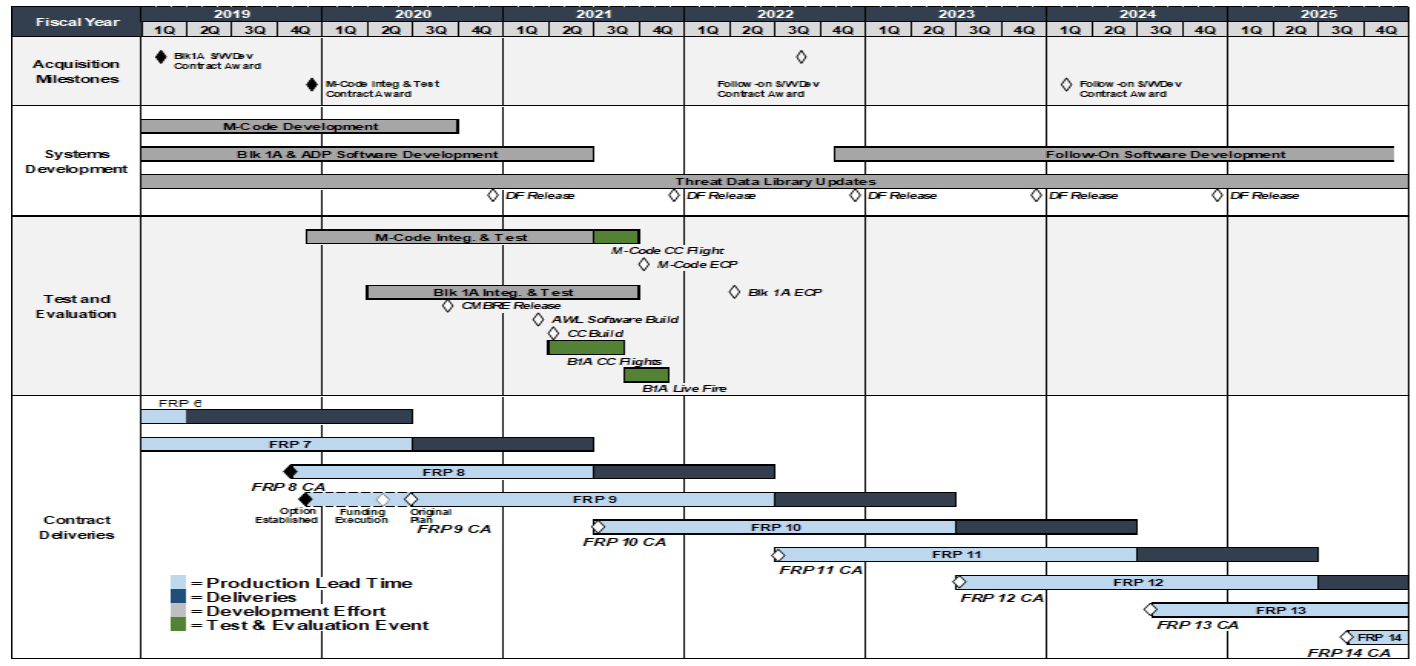 Fiscal Year
2019 2020 2021 2022 2023 2024 2025
1Q 2Q 3Q 4Q 1Q 2Q 3Q 4Q 1Q 2Q 3Q 4Q 1Q 2Q 3Q 4Q 1Q 2Q 3Q 4Q 1Q 2Q 3Q 4Q 1Q 2Q 3Q 4Q
Acquisition
Milestones
Blk1A S/W Dev
Contract Award
M-Code Integ & Test
Contract Award
Follow-on S/W Dev
Contract Award
Follow-on S/W Dev
Contract Award
Systems
Development
M-Code Development
Blk 1A & ADP Software Development
Follow-On Software Development
Threat Data Library Updates
DF Release
DF Release
DF Release
DF Release
DF Release
Test and
Evaluation
M-Code Integ. & Test
M-Code CC Flight
M-Code ECP
Blk 1A Integ. & Test
Blk 1A ECP
CMBRE Release
AWL Software Build
CC Build
B1A CC Flights
B1A Live Fire
Contract
Deliveries
FRP 6
FRP 7
FRP 8
FRP 8 CA
FRP 9
Option
Established
Funding
Execution
Original
Plan
FRP9 CA
FRP 10
FRP 10 CA
FRP 11
FRP11 CA
FRP 12
FRP 12 CA
FRP 13
FRP 13 CA
FRP 14
FRP14 CA
= Production Lead Time
= Deliveries
= Development Effort
= Test & Evaluation Event